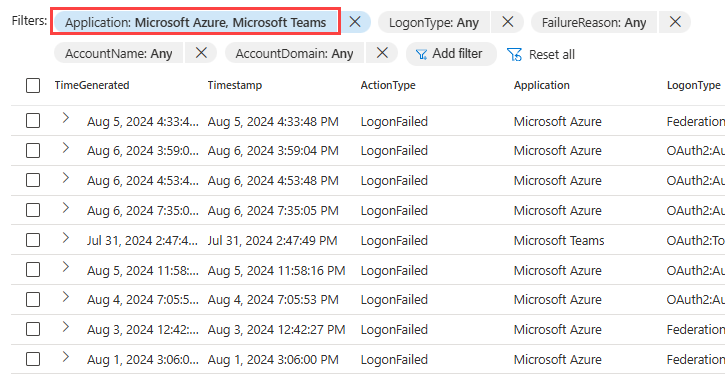 Filters: Application: Microsoft Azure, Microsoft Teams LogonType: Any FailureReason: Any
AccountName: Any AccountDomain: Any Add filter Reset all
TimeGenerated Timestamp ActionType Application LogonType
Aug 5, 2024 4:33:4... Aug 5, 2024 4:33:48 PM LogonFailed Microsoft Azure Federation
Aug 6, 2024 3:59:0... Aug 6, 2024 3:59:04 PM LogonFailed Microsoft Azure OAuth2:Au
Aug 6, 2024 4:53:4... Aug 6, 2024 4:53:48 PM LogonFailed Microsoft Azure OAuth2:Au
Aug 6, 2024 7:35:0... Aug 6, 2024 7:35:05 PM LogonFailed Microsoft Azure OAuth2:Au
Jul 31, 2024 2:47:4... Jul 31, 2024 2:47:49 PM LogonFailed Microsoft Teams OAuth2:To
Aug 5, 2024 11:58:... Aug 5, 2024 11:58:16 PM LogonFailed Microsoft Azure OAuth2:Au
Aug 4, 2024 7:05:5... Aug 4, 2024 7:05:53 PM LogonFailed Microsoft Azure OAuth2:Au
Aug 3, 2024 12:42:... Aug 3, 2024 12:42:27 PM LogonFailed Microsoft Azure Federation
Aug 1, 2024 3:06:0... Aug 1, 2024 3:06:00 PM LogonFailed Microsoft Azure Federation